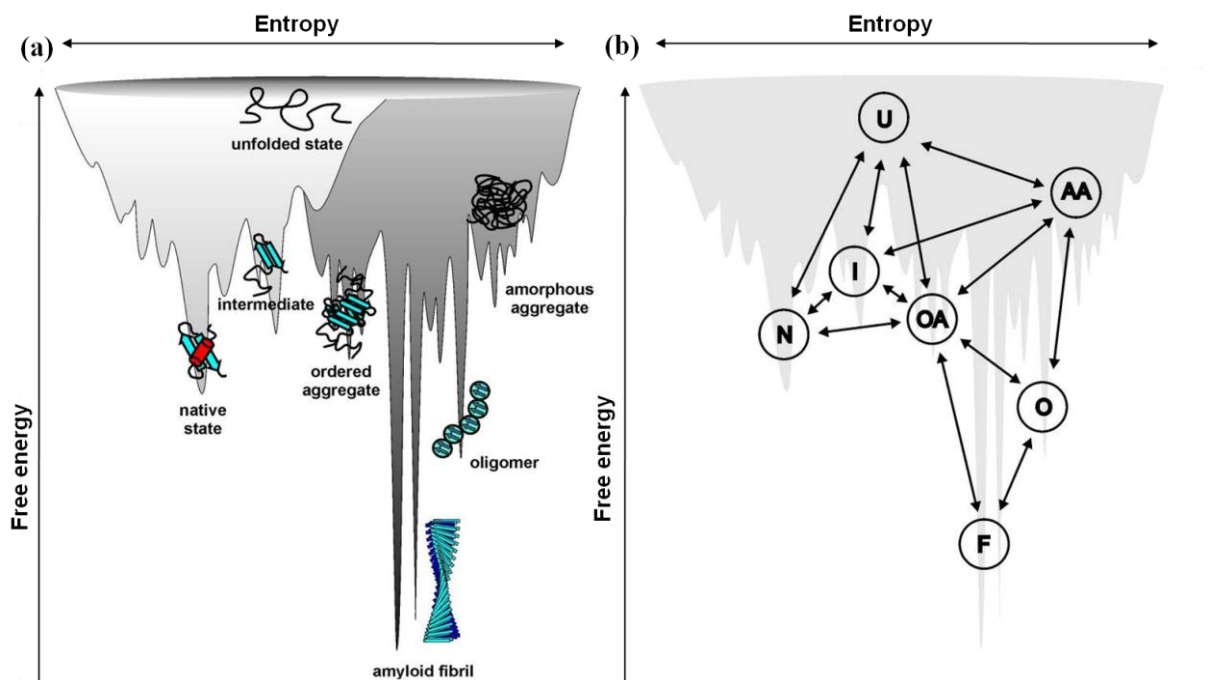 (a)
Entropy
Free energy
unfolded state
intermediate
native
state
ordered
aggregate
amorphous
aggregate
oligomer
amyloid fibril
(b)
Entropy
Free energy
U
AA
I
OA
N
O
F